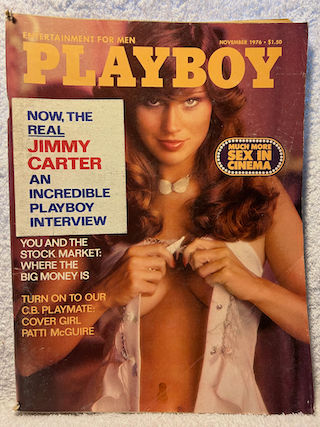 ENTERTAINMENT FOR MEN
NOVEMBER 1976 • $1.50
PLAYBOY
NOW, THE
REAL
JIMMY
CARTER
AN
INCREDIBLE
PLAYBOY
INTERVIEW
MUCH MORE
SEX IN
CINEMA
YOU AND THE
STOCK MARKET:
WHERE THE
BIG MONEY IS
TURN ON TO OUR
C.B. PLAYMATE:
COVER GIRL
PATTI McGUIRE